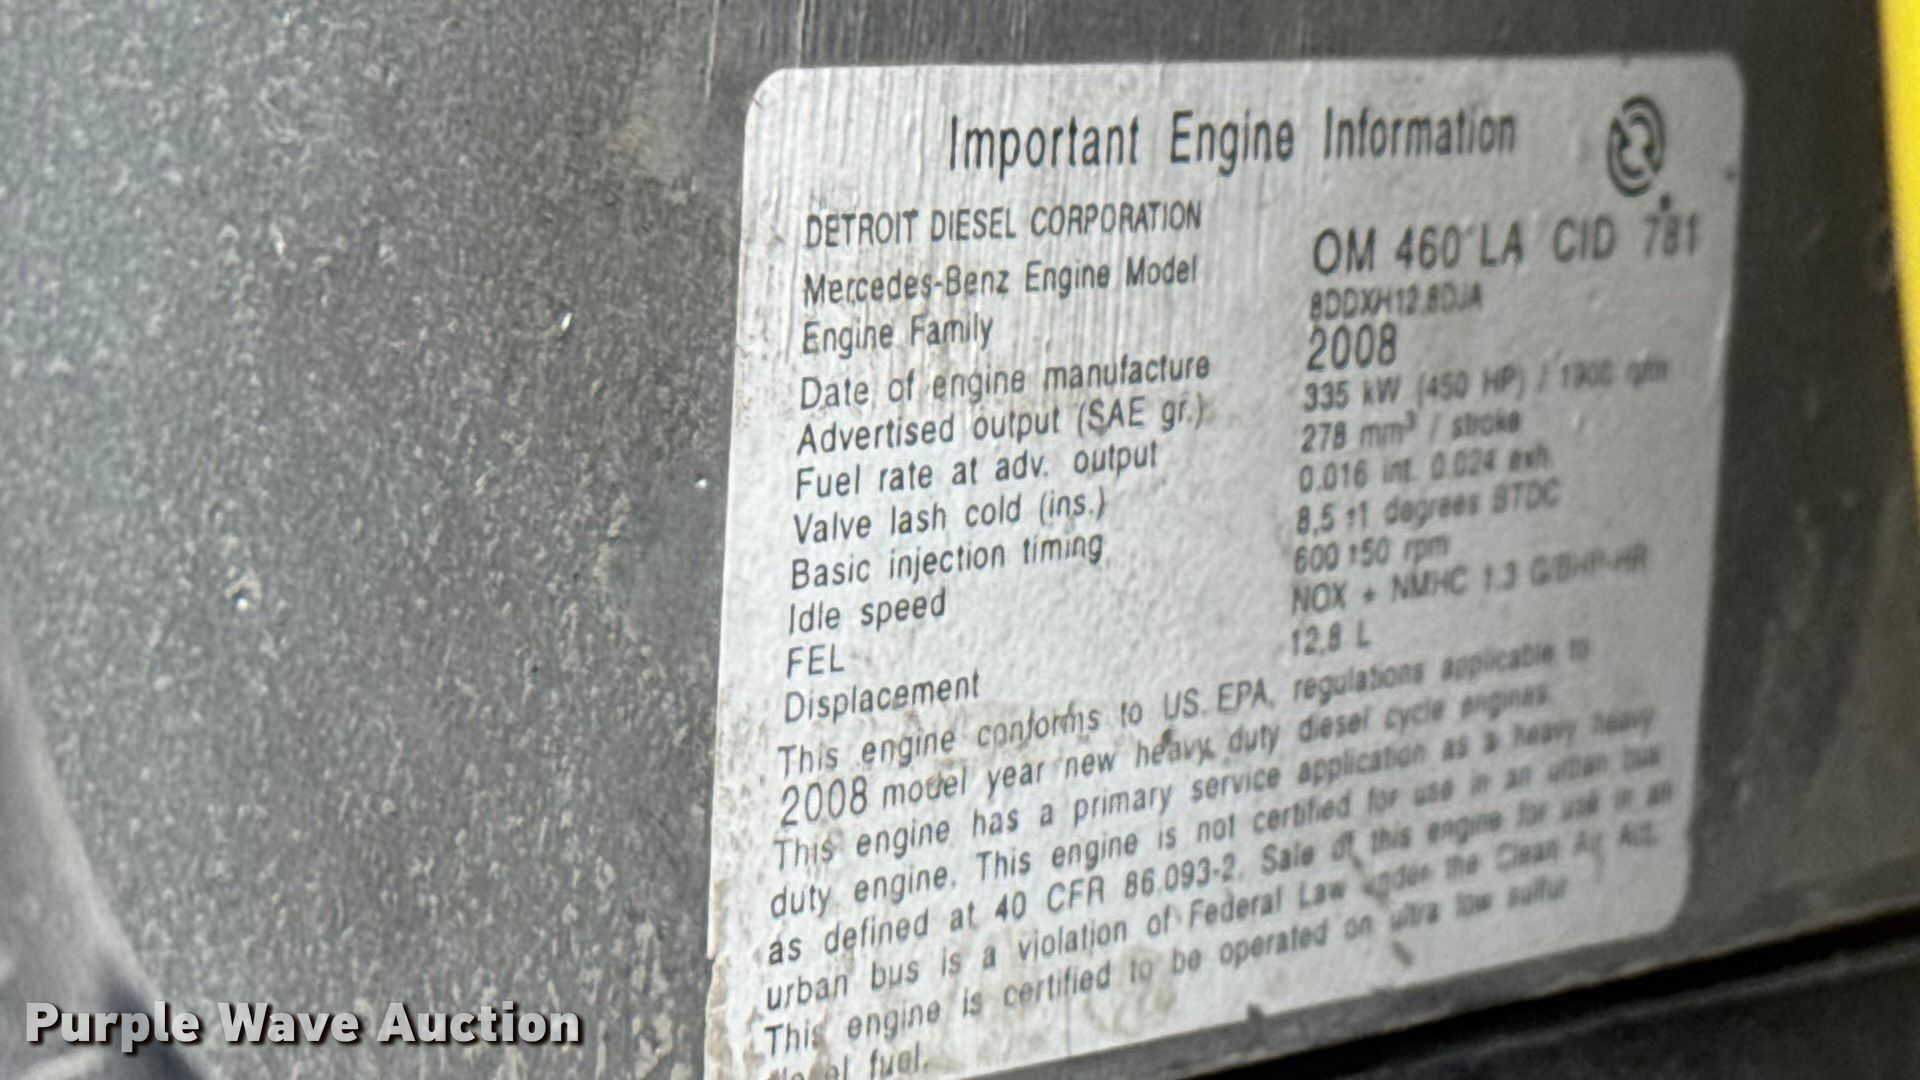 Important Engine Information
DETROIT DIESEL CORPORATION
Mercedes-Benz Engine Model OM 460 LA CID 781
Engine Family 8DDXH12.8DJA
Date of engine manufacture 2008
Advertised output (SAE gr.) 335 kW (450 HP) / 1900 rpm
Fuel rate at adv. output 278 mm³ / stroke
Valve lash cold (ins.) 0.016 int. 0.024 exh.
Basic injection timing 8,5 ±1 degrees BTDC
Idle speed 600 ±50 rpm
FEL NOX + NMHC 1.3 G/BHP-HR
Displacement 12,8 L
This engine conforms to US EPA. regulations applicable to
2008 model year new heavy duty diesel cycle engines.
This engine has a primary service application as a heavy heavy
duty engine. This engine is not certified for use in an urban bus
as defined at 40 CFR 86.093-2. Sale of this engine for use in an
urban bus is a violation of Federal Law under the Clean Air Act.
This engine is certified to be operated on ultra low sulfur
fuel.
Purple Wave Auction